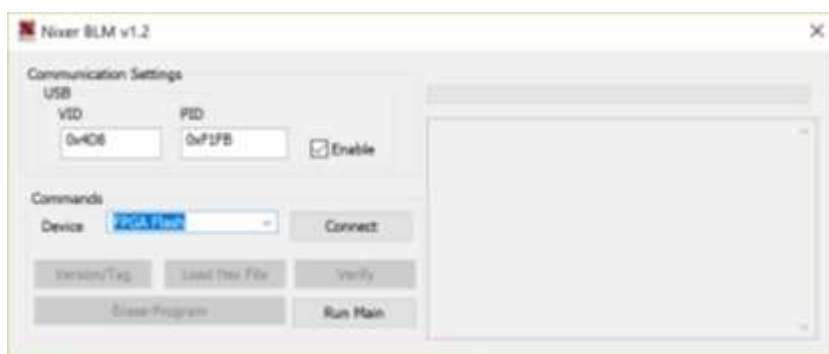 Nixer BLM v1.2
Communication Settings
USB
VID PID
0x4D8 0xF1FB Enable
Commands
Device FPGA Flash Connect
Version/Tag Load Hex File Verify
Erase-Program Run Main